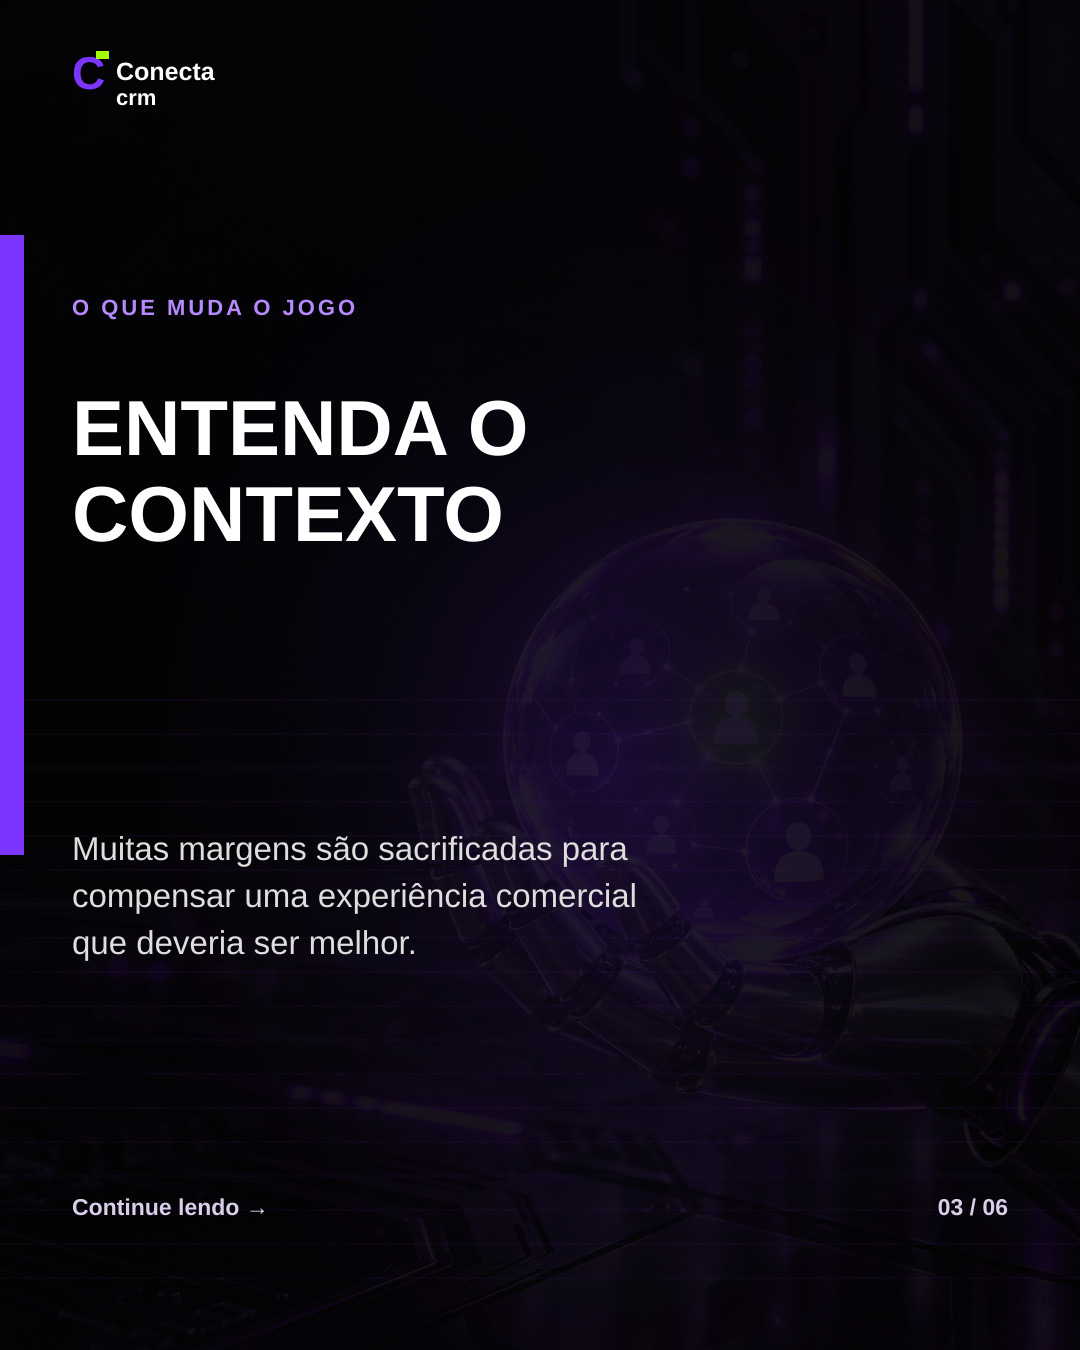 Conecta
crm
O QUE MUDA O JOGO
ENTENDA O
CONTEXTO
Muitas margens são sacrificadas para
compensar uma experiência comercial
que deveria ser melhor.
Continue lendo →
03 / 06